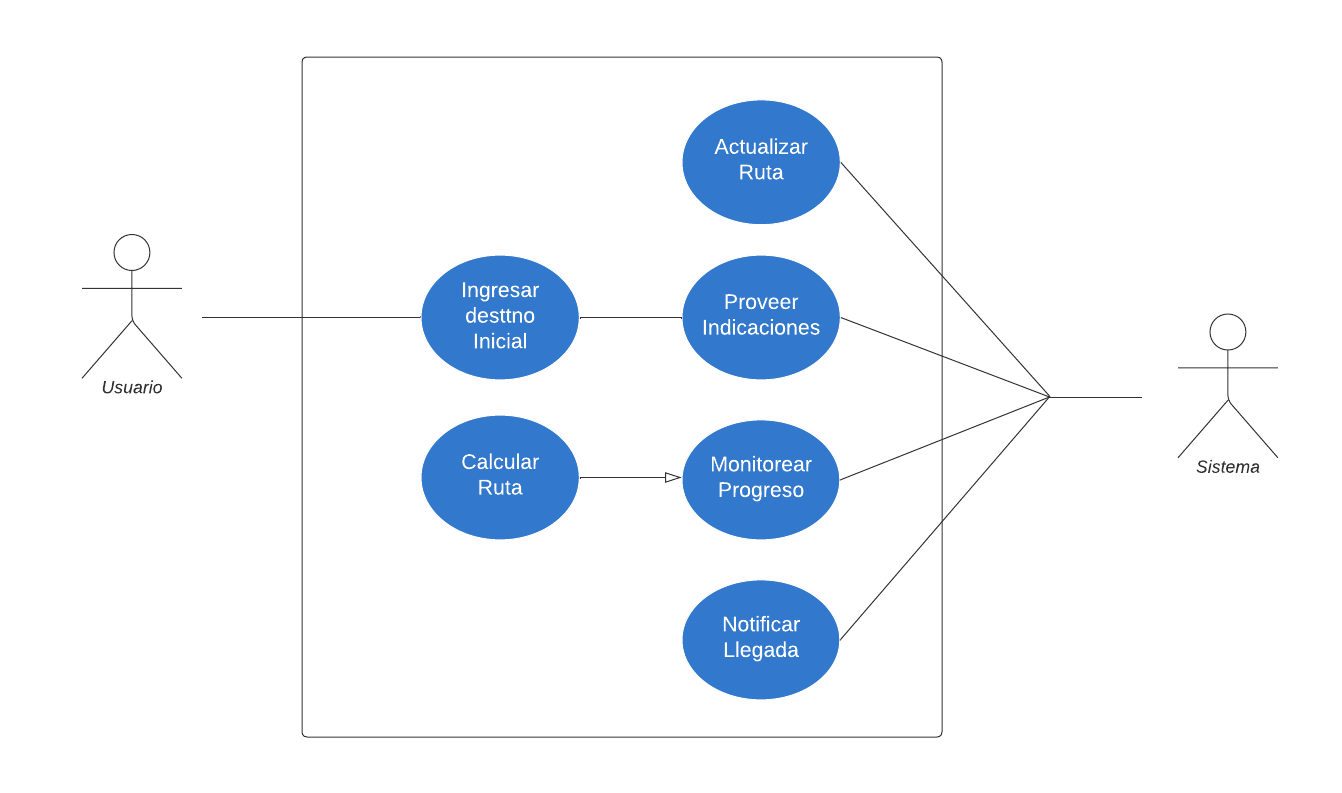 Actualizar
Ruta
Ingresar
desttno
Inicial
Proveer
Indicaciones
Usuario
Calcular
Ruta
Monitorear
Progreso
Sistema
Notificar
Llegada